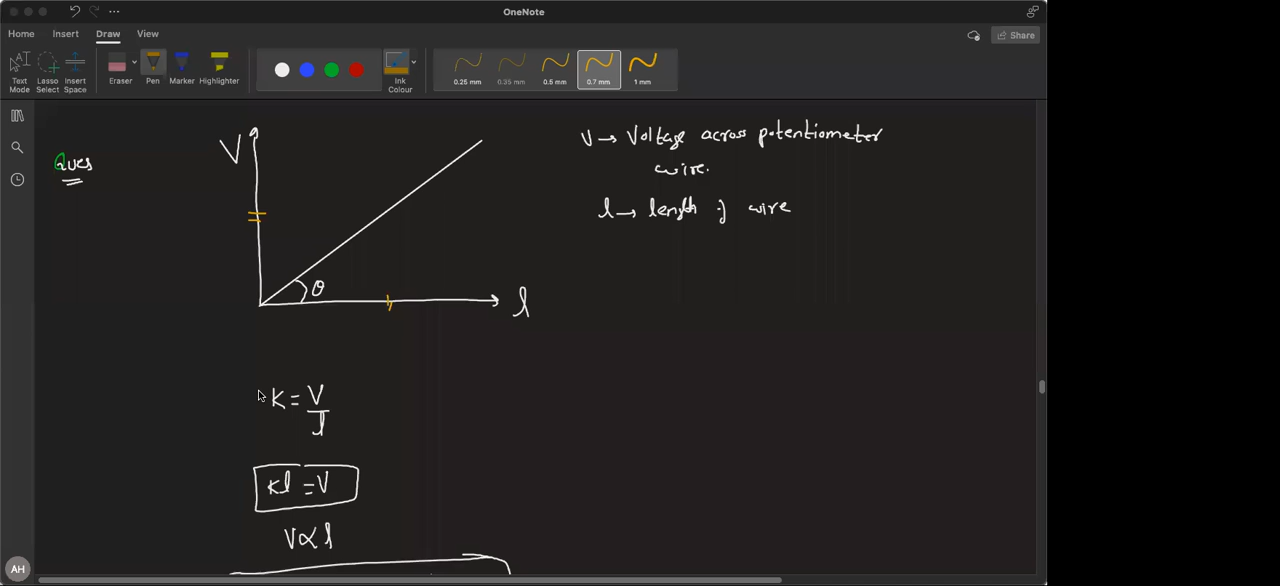 OneNote
Home Insert Draw View
Share
Text Mode
Lasso Select
Insert Space
Eraser
Pen
Marker
Highlighter
Ink Colour
0.25 mm
0.35 mm
0.5 mm
0.7 mm
1 mm
Ques
V
θ
l
V → Voltage across potentiometer
wire.
l → length of wire
K = V/l
Kl = V
V ∝ l
AH